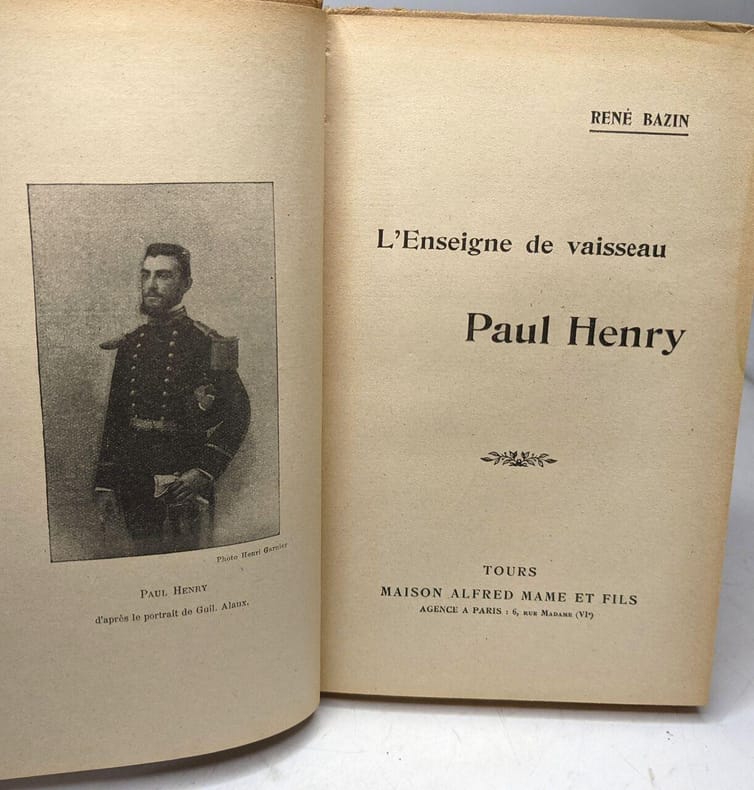 Photo Henri Garnier
PAUL HENRY
d'après le portrait de Guil. Alaux.
RENÉ BAZIN
L'Enseigne de vaisseau
Paul Henry
TOURS
MAISON ALFRED MAME ET FILS
AGENCE A PARIS : 6, RUE MADAME (VIᵉ)